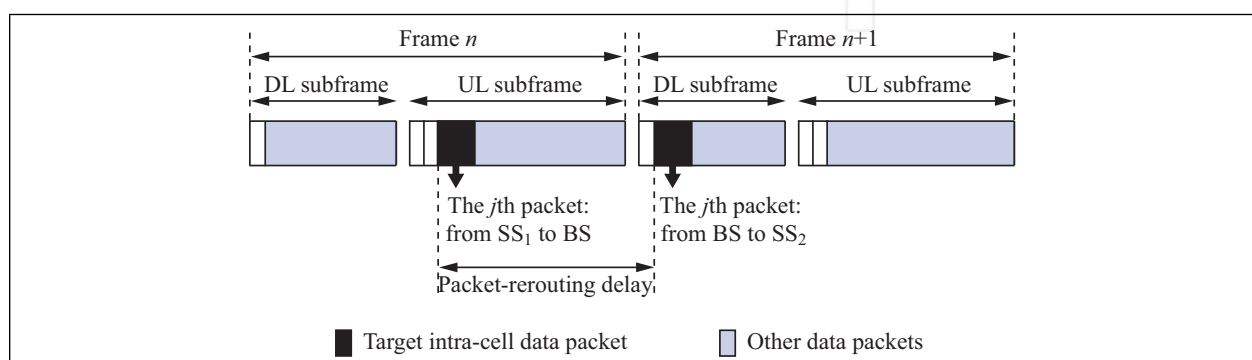 Frame n
Frame n+1
DL subframe
UL subframe
DL subframe
UL subframe
The jth packet:
from SS₁ to BS
The jth packet:
from BS to SS₂
Packet-rerouting delay
Target intra-cell data packet
Other data packets